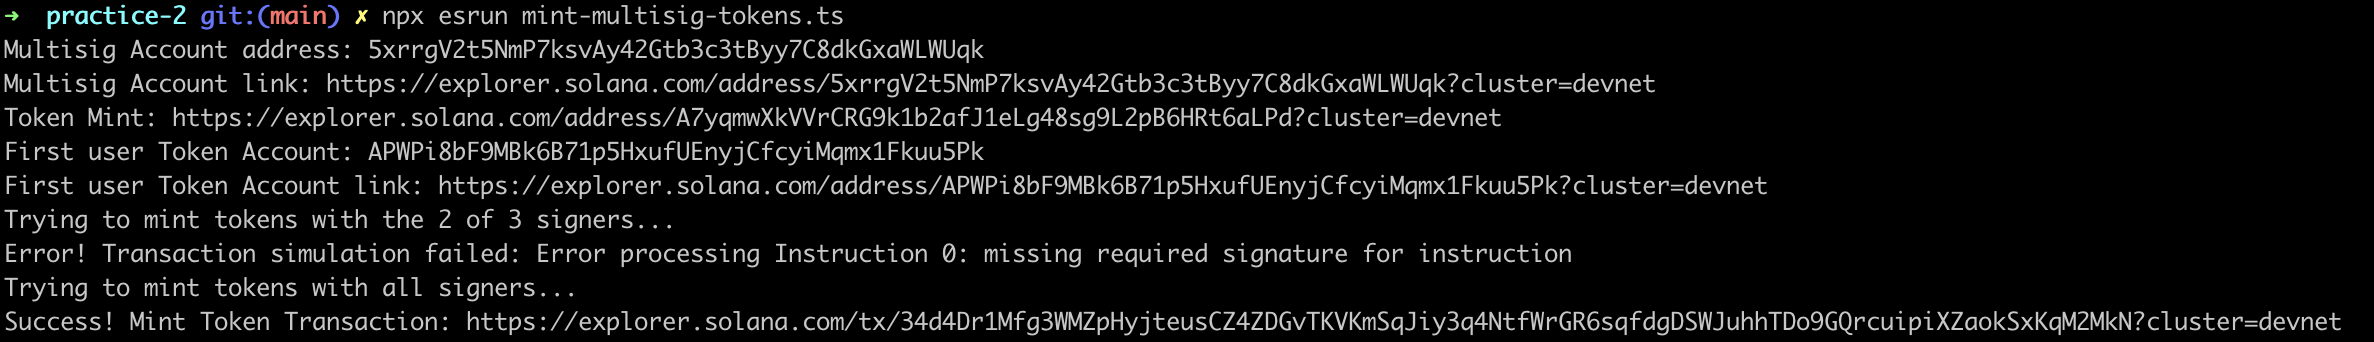 ➜  practice-2 git:(main) ✗ npx esrun mint-multisig-tokens.ts
Multisig Account address: 5xrrgV2t5NmP7ksvAy42Gtb3c3tByy7C8dkGxaWLWUqk
Multisig Account link: https://explorer.solana.com/address/5xrrgV2t5NmP7ksvAy42Gtb3c3tByy7C8dkGxaWLWUqk?cluster=devnet
Token Mint: https://explorer.solana.com/address/A7yqmwXkVVrCRG9k1b2afJ1eLg48sg9L2pB6HRt6aLPd?cluster=devnet
First user Token Account: APWPi8bF9MBk6B71p5HxufUEnyjCfcyiMqmx1Fkuu5Pk
First user Token Account link: https://explorer.solana.com/address/APWPi8bF9MBk6B71p5HxufUEnyjCfcyiMqmx1Fkuu5Pk?cluster=devnet
Trying to mint tokens with the 2 of 3 signers...
Error! Transaction simulation failed: Error processing Instruction 0: missing required signature for instruction
Trying to mint tokens with all signers...
Success! Mint Token Transaction: https://explorer.solana.com/tx/34d4Dr1Mfg3WMZpHyjteusCZ4ZDGvTKVKmSqJiy3q4NtfWrGR6sqfdgDSWJuhhTDo9GQrcuipiXZaokSxKqM2MkN?cluster=devnet